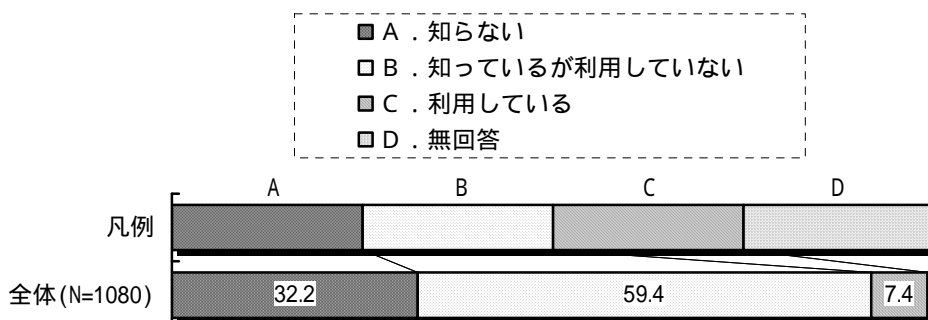 A．知らない
B．知っているが利用していない
C．利用している
D．無回答
A B C D
凡例
全体(N=1080) 32.2 59.4 7.4